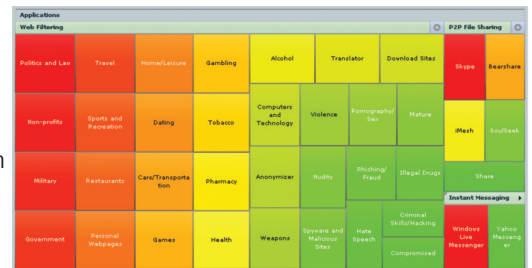 Applications
Web Filtering
P2P File Sharing
Politics and Law
Travel
Home/Leisure
Gambling
Alcohol
Translator
Download Sites
Skype
Bearshare
Non-profits
Sports and
Recreation
Dating
Tobacco
Computers
and
Technology
Violence
Pornography/
Sex
Mature
iMesh
SoulSeek
Military
Restaurants
Cars/Transporta
tion
Pharmacy
Anonymizer
Nudity
Phishing/
Fraud
Illegal Drugs
Share
Instant Messaging
Government
Personal
Webpages
Games
Health
Weapons
Spyware and
Malicious
Sites
Hate
Speech
Criminal
Skills/Hacking
Compromised
Windows
Live
Messenger
Yahoo
Messeng
er